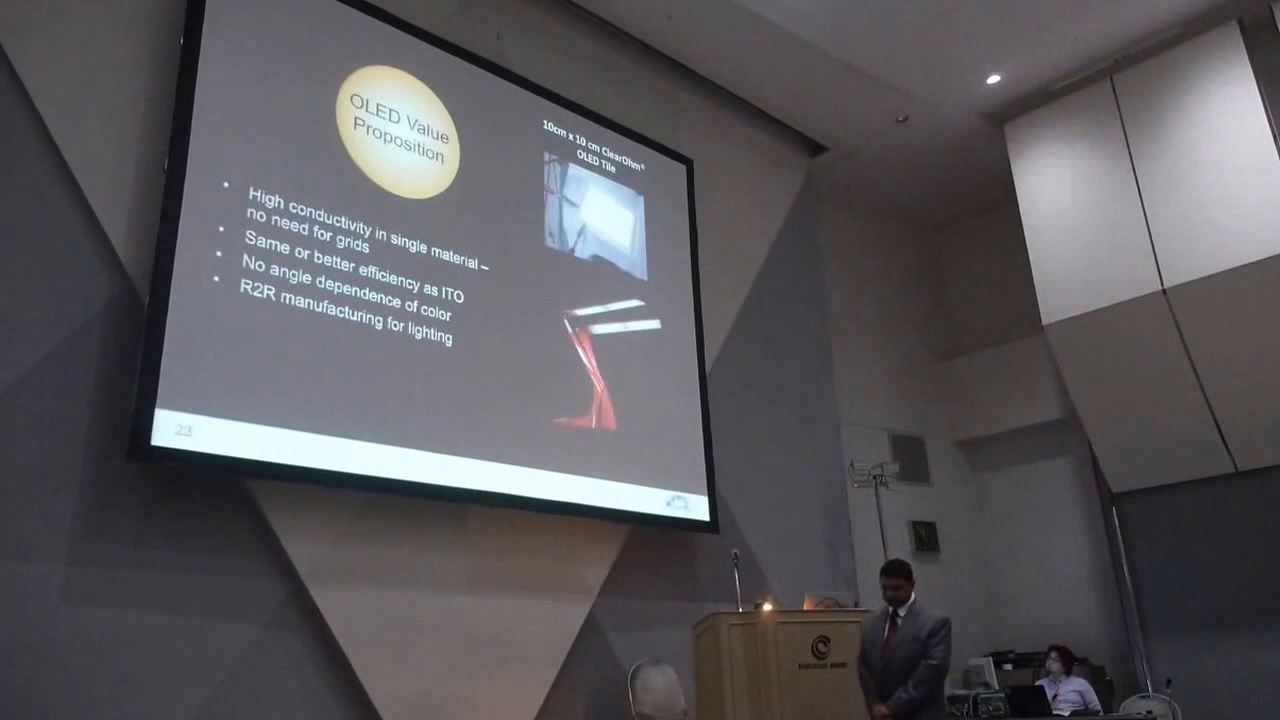 OLED Value
Proposition
10cm x 10 cm ClearOhm®
OLED Tile
• High conductivity in single material –
no need for grids
• Same or better efficiency as ITO
• No angle dependence of color
• R2R manufacturing for lighting
23